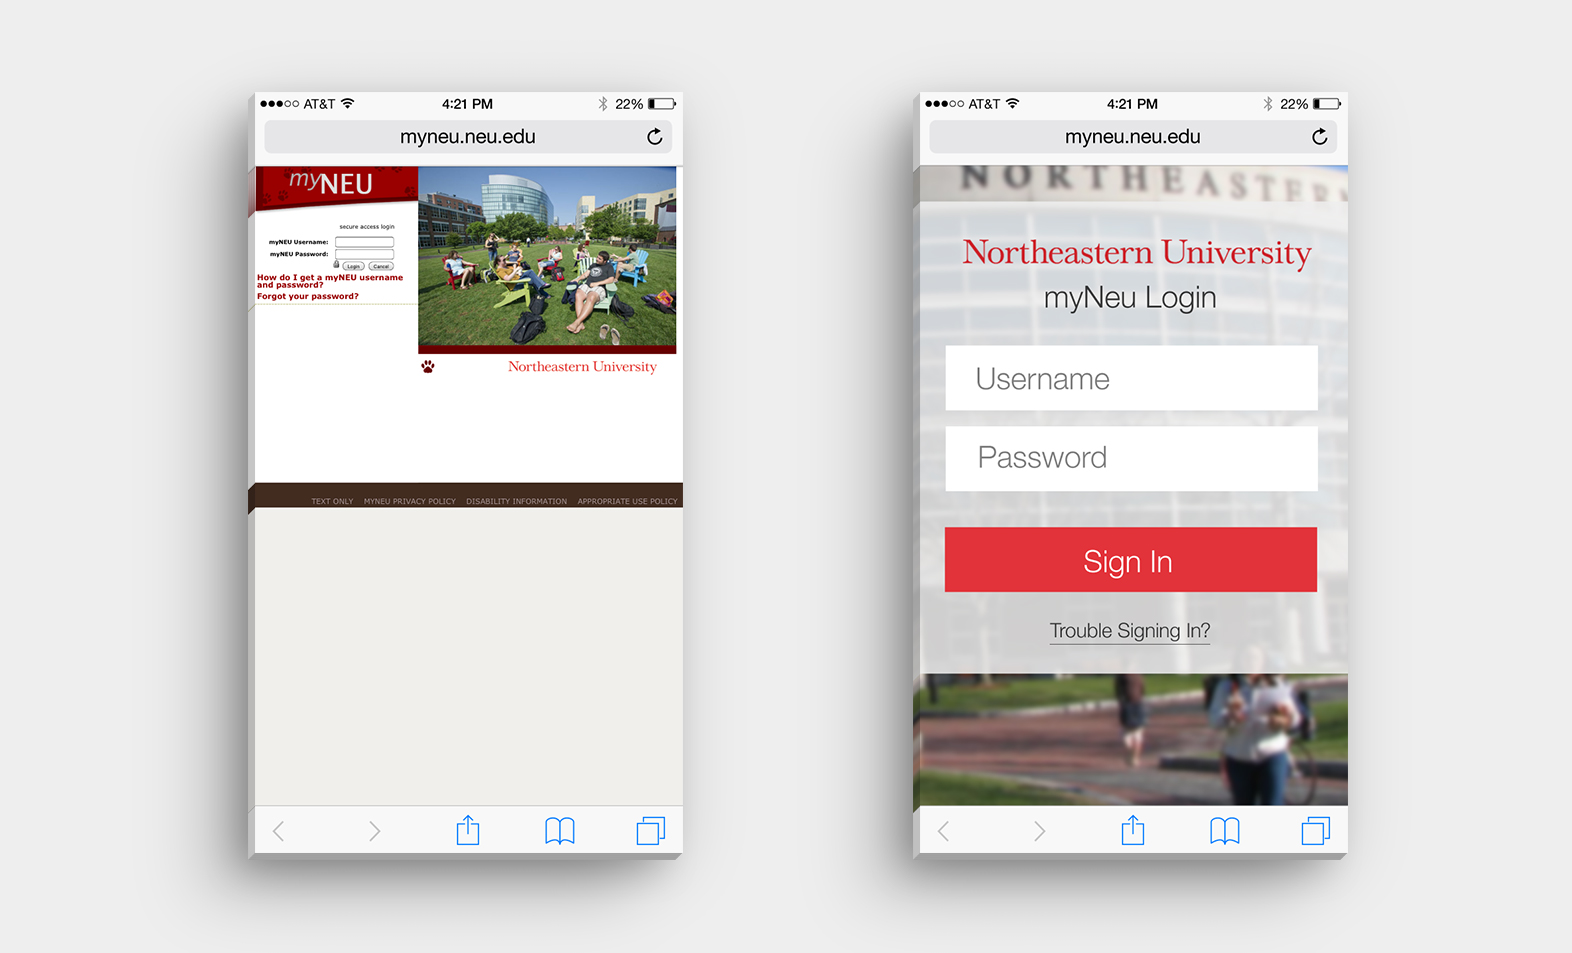 AT&T 4:21 PM 22%
myneu.neu.edu
myNEU
secure access login
myNEU Username:
myNEU Password:
Login Cancel
How do I get a myNEU username
and password?
Forgot your password?
Northeastern University
TEXT ONLY MYNEU PRIVACY POLICY DISABILITY INFORMATION APPROPRIATE USE POLICY
AT&T 4:21 PM 22%
myneu.neu.edu
NORTHEASTERN
Northeastern University
myNeu Login
Username
Password
Sign In
Trouble Signing In?